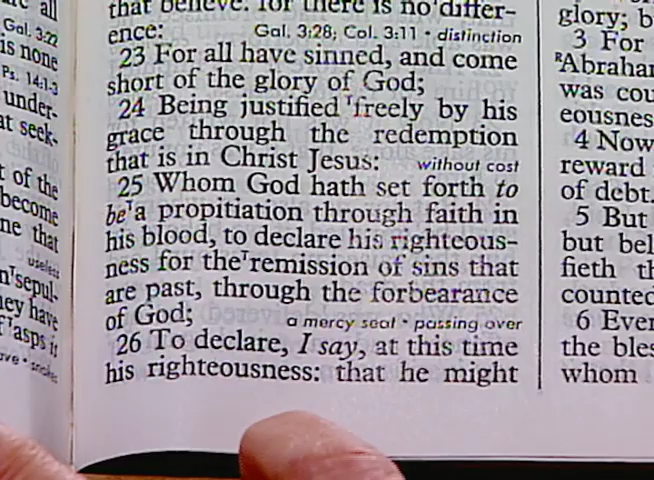 all
Gal. 3:22
is none
Ps. 14:1-3
under-
at seek-
t of the
become
ne that
useless
sepul-
hey have
asps i
that believe: for there is no differ-
ence: Gal. 3:28; Col. 3:11 • distinction
23 For all have sinned, and come
short of the glory of God;
24 Being justified ᵀfreely by his
grace through the redemption
that is in Christ Jesus: without cost
25 Whom God hath set forth to
beᵀa propitiation through faith in
his blood, to declare his righteous-
ness for theᵀremission of sins that
are past, through the forbearance
of God; a mercy seat • passing over
26 To declare, I say, at this time
his righteousness: that he might
glory; b
3 For
ᴿAbraham
was cou
eousnes
4 Now
reward
of debt.
5 But
but bel
fieth th
counted
6 Even
the bles
whom